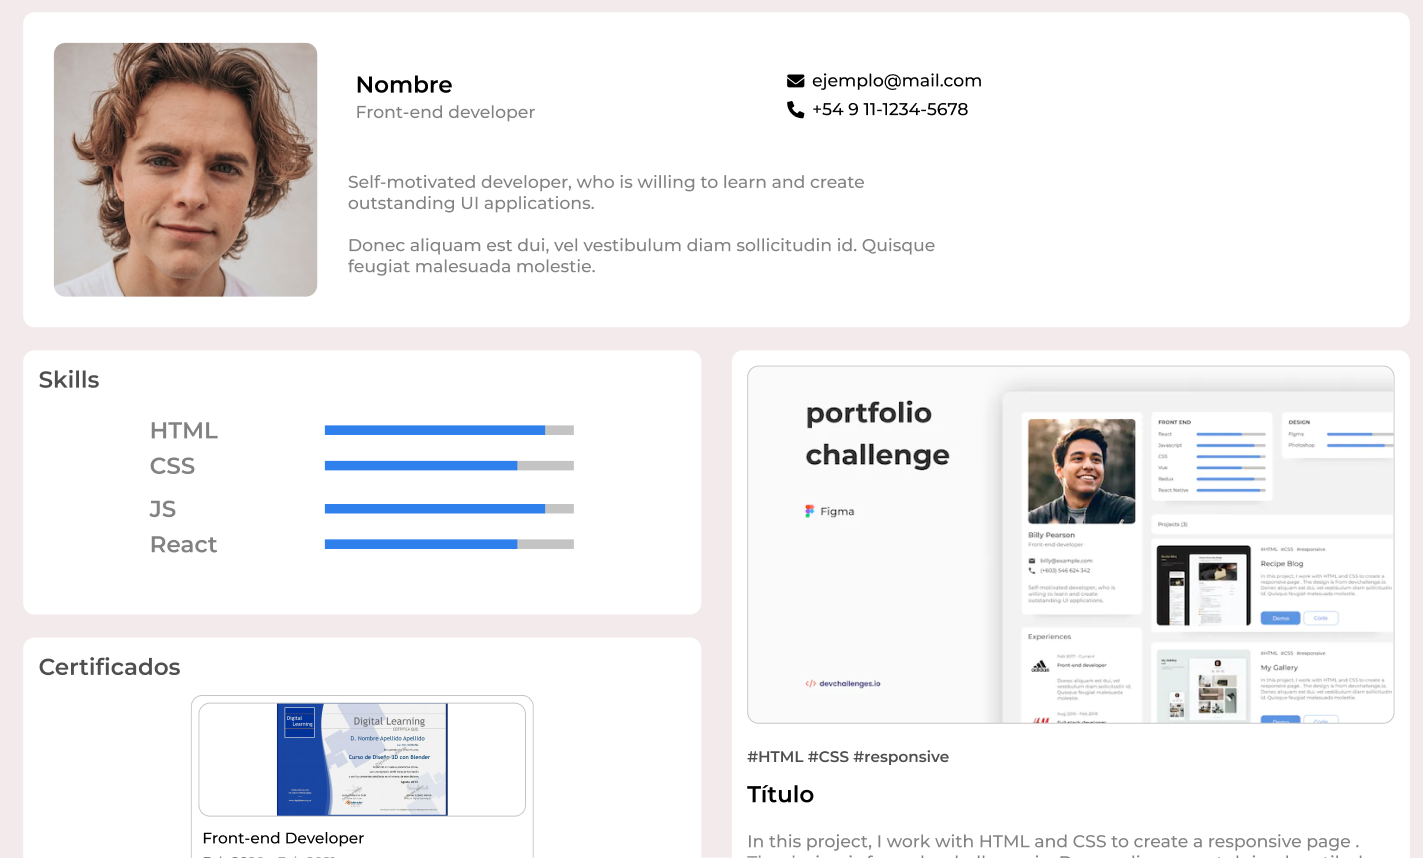 Nombre
Front-end developer
ejemplo@mail.com
+54 9 11-1234-5678
Self-motivated developer, who is willing to learn and create
outstanding UI applications.
Donec aliquam est dui, vel vestibulum diam sollicitudin id. Quisque
feugiat malesuada molestie.
Skills
HTML
CSS
JS
React
Certificados
Digital Learning
Digital Learning
D. Nombre Apellido Apellido
Curso de Diseño 3D con Blender
Front-end Developer
portfolio
challenge
Figma
devchallenges.io
Billy Pearson
Front-end developer
billy@example.com
(+603) 546 624 342
Self-motivated developer, who is
willing to learn and create
outstanding UI applications.
Experiences
Feb 2017 - Current
Front-end developer
adidas
Donec aliquam est dui, vel
vestibulum diam sollicitudin id.
Quisque feugiat malesuada
molestie.
Aug 2016 - Feb 2018
Full stack developer
FRONT END
React
Javascript
CSS
Vue
Redux
React Native
DESIGN
Figma
Photoshop
Projects (3)
#HTML #CSS #responsive
Recipe Blog
In this project, I work with HTML and CSS to create a
responsive page . The design is from devchallenge.io.
Donec aliquam est dui, vel vestibulum diam sollicitudin
id. Quisque feugiat malesuada molestie.
Demo
Code
#HTML #CSS #responsive
My Gallery
In this project, I work with HTML and CSS to create a
responsive page . The design is from devchallenge.io.
Donec aliquam est dui, vel vestibulum diam sollicitudin
id. Quisque feugiat malesuada molestie.
Demo
Code
#HTML #CSS #responsive
Título
In this project, I work with HTML and CSS to create a responsive page .